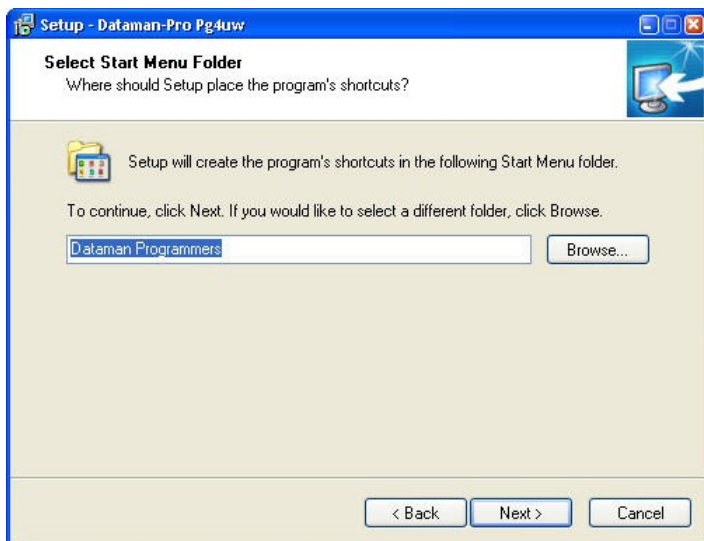 Setup - Dataman-Pro Pg4uw
Select Start Menu Folder
Where should Setup place the program's shortcuts?
Setup will create the program's shortcuts in the following Start Menu folder.
To continue, click Next. If you would like to select a different folder, click Browse.
Dataman Programmers
Browse...
< Back
Next >
Cancel